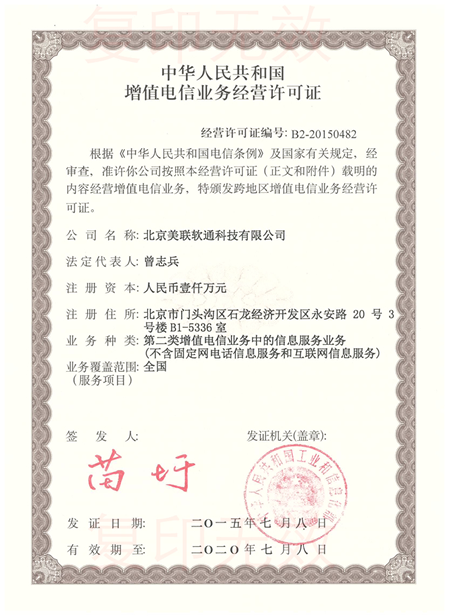 复印无效
中华人民共和国
增值电信业务经营许可证
经营许可证编号: B2-20150482
根据《中华人民共和国电信条例》及国家有关规定，经
审查，准许你公司按照本经营许可证（正文和附件）载明的
内容经营增值电信业务，特颁发跨地区增值电信业务经营许
可证。
公司名称: 北京美联软通科技有限公司
法定代表人: 曾志兵
注册资本: 人民币壹仟万元
注册住所: 北京市门头沟区石龙经济开发区永安路 20 号 3
号楼 B1-5336 室
业务种类: 第二类增值电信业务中的信息服务业务
(不含固定网电话信息服务和互联网信息服务)
业务覆盖范围: 全国
（服务项目）
签发人: 发证机关(盖章):
苗圩
中华人民共和国工业和信息化部
发证日期: 二〇一五年七月八日
有效期至: 二〇二〇年七月八日
复印无效